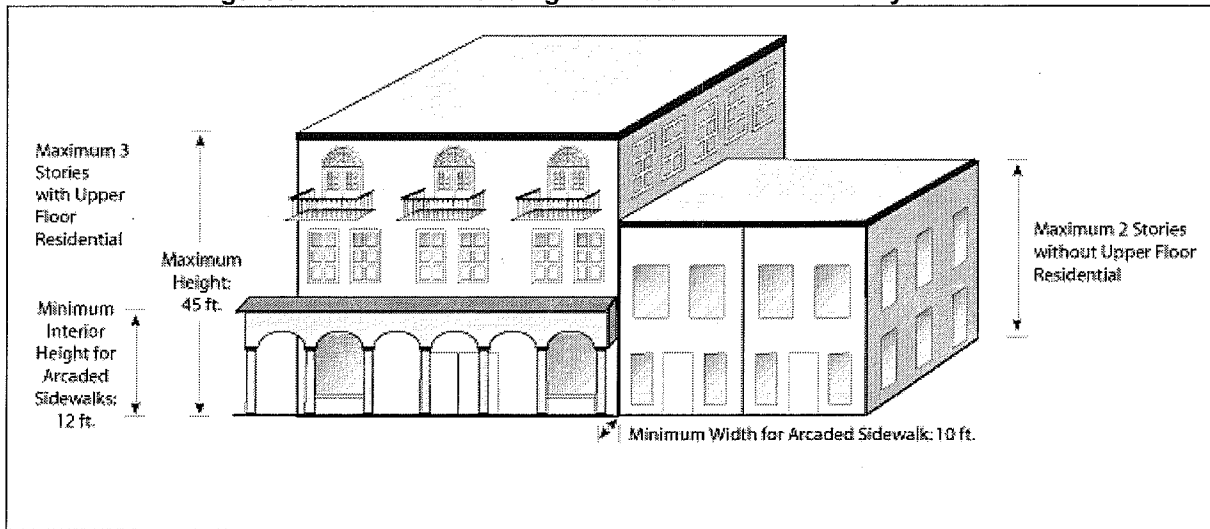 Maximum 3
Stories
with Upper
Floor
Residential
Maximum
Height:
45 ft.
Minimum
Interior
Height for
Arcaded
Sidewalks:
12 ft.
Maximum 2 Stories
without Upper Floor
Residential
Minimum Width for Arcaded Sidewalk: 10 ft.